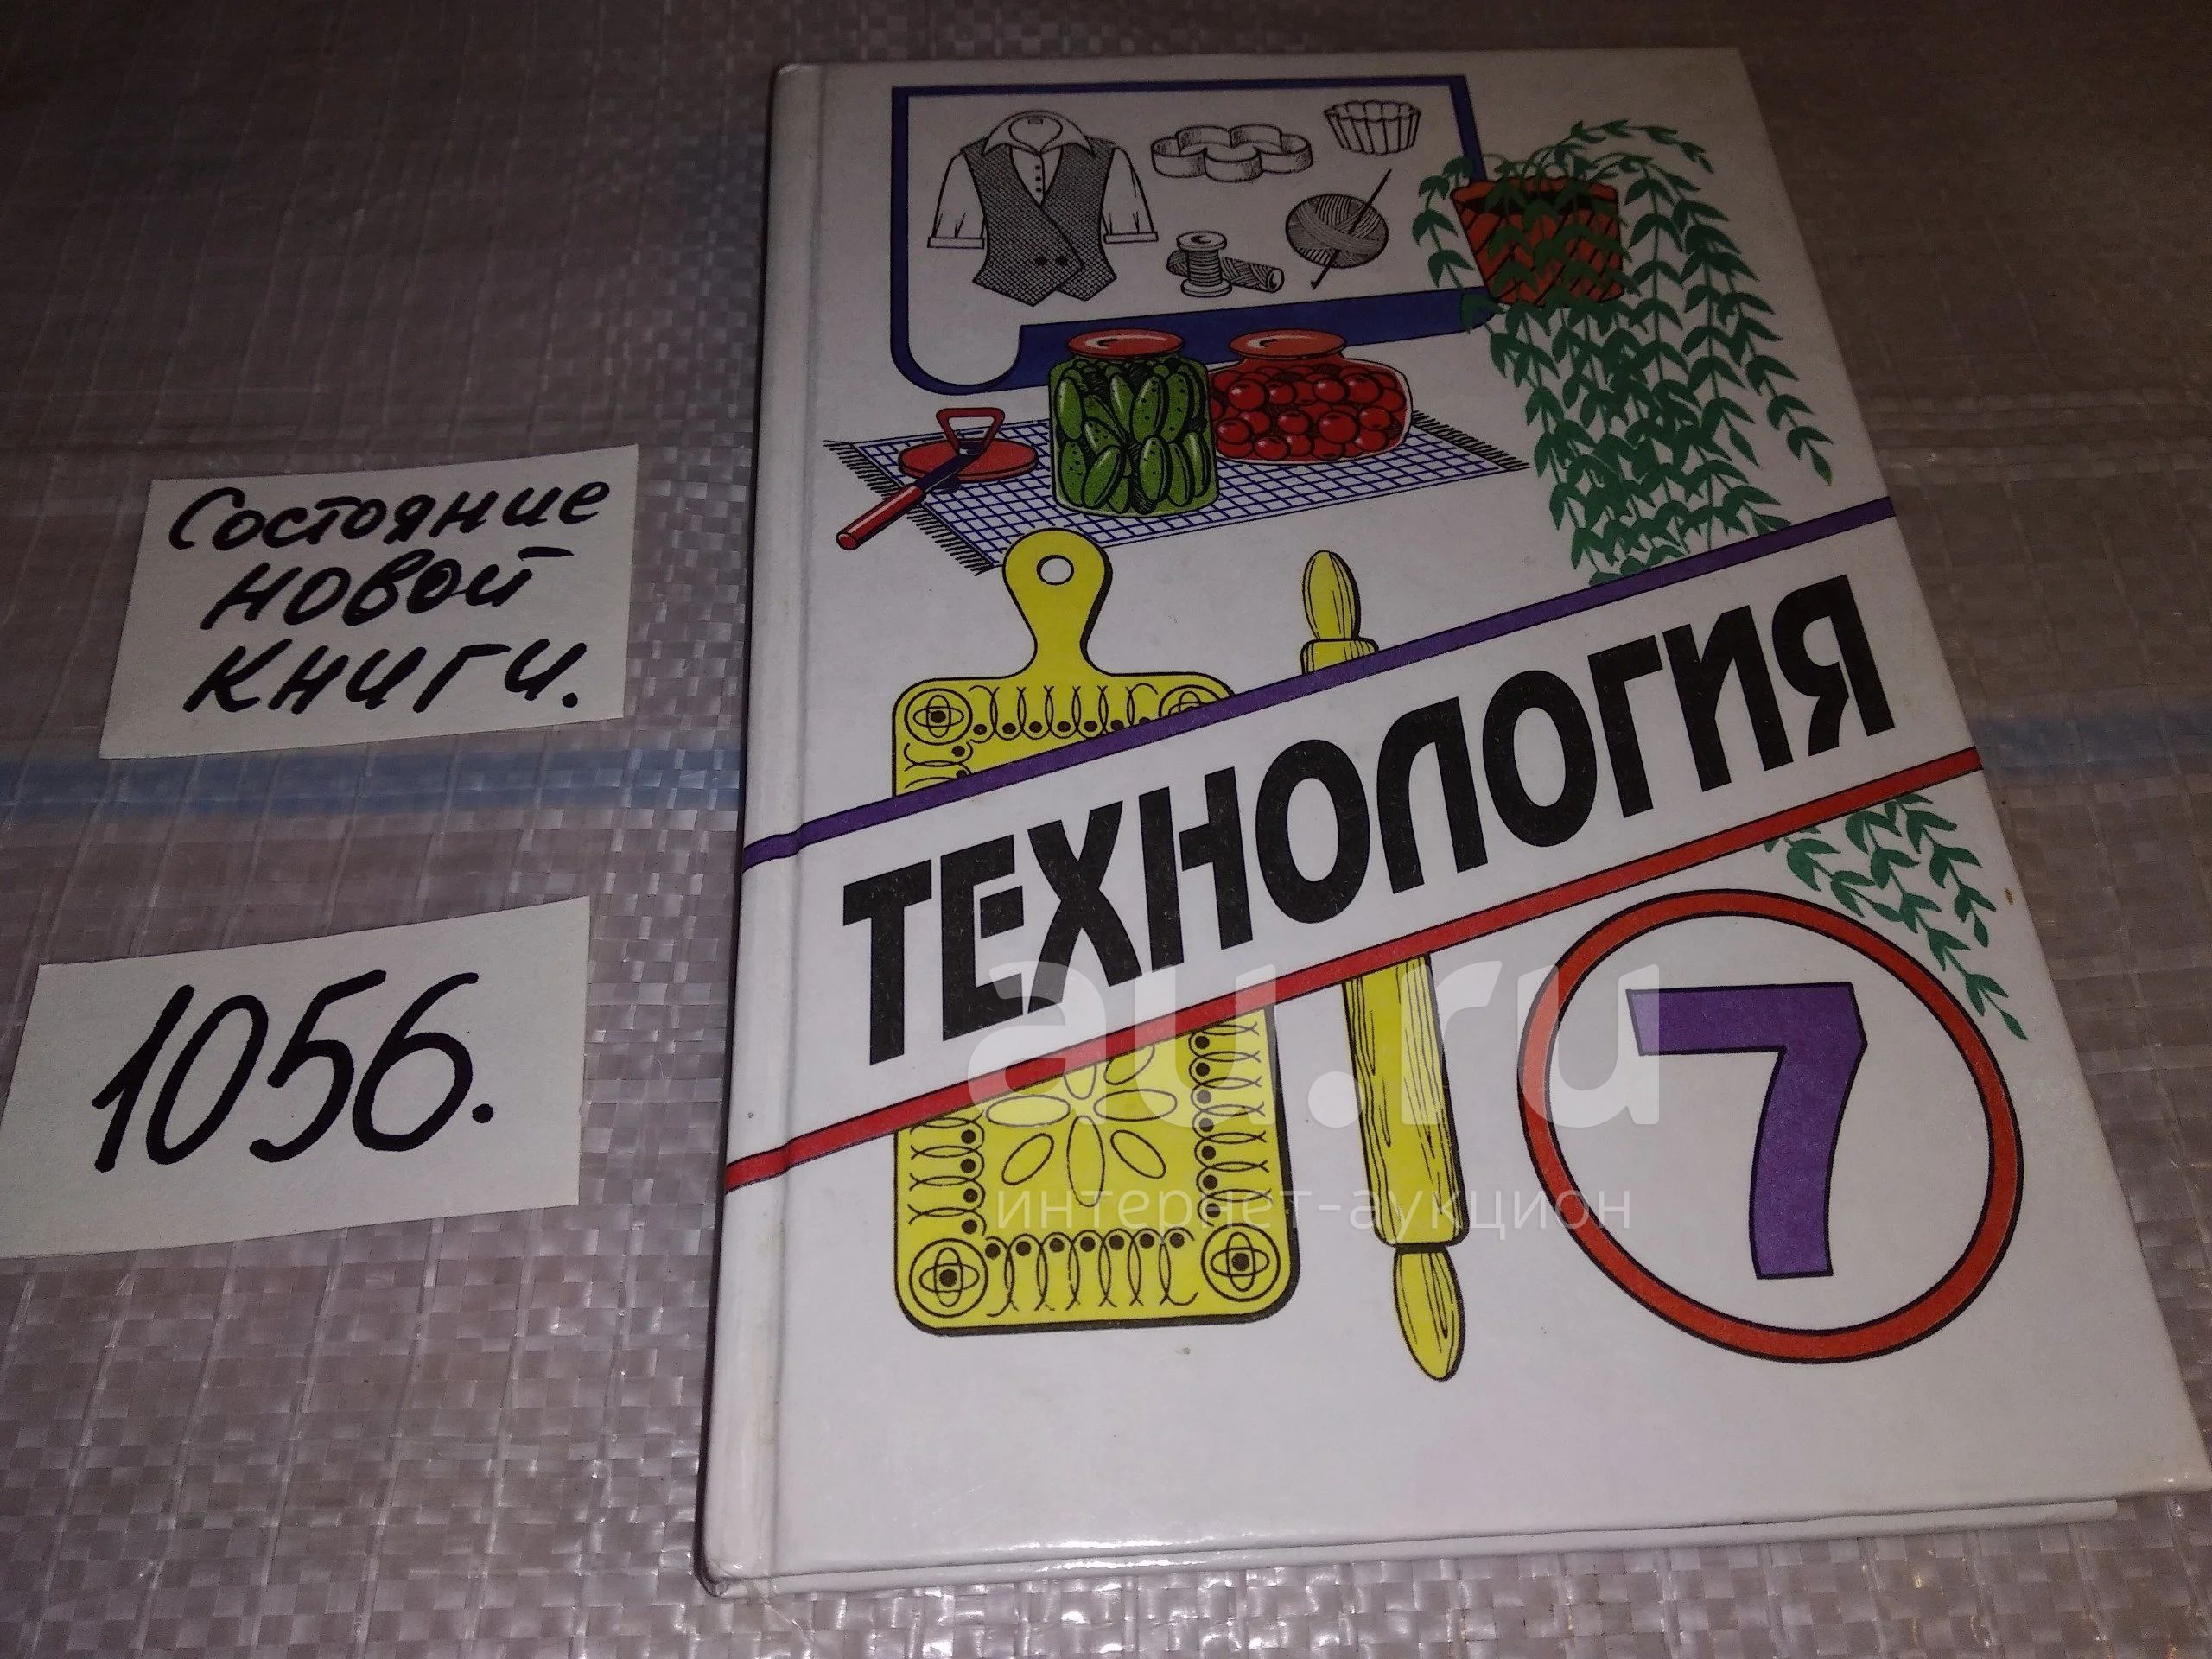 Состояние
новой
книги.
1056.
ТЕХНОЛОГИЯ
7
au.ru
интернет-аукцион